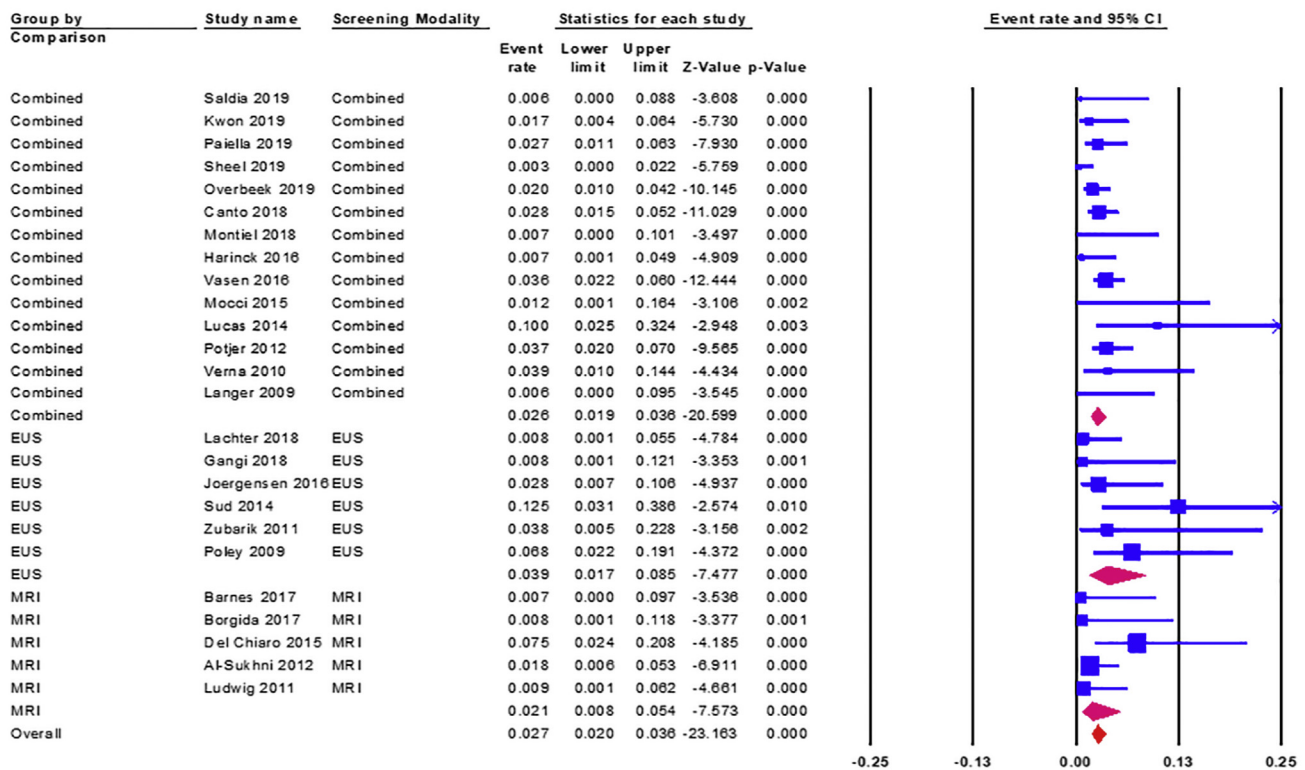 Group by Study name Screening Modality Statistics for each study Event rate and 95% CI
Comparison
Event Lower Upper
rate limit limit Z-Value p-Value
Combined Saldia 2019 Combined 0.006 0.000 0.088 -3.608 0.000
Combined Kwon 2019 Combined 0.017 0.004 0.064 -5.730 0.000
Combined Paiella 2019 Combined 0.027 0.011 0.063 -7.930 0.000
Combined Sheel 2019 Combined 0.003 0.000 0.022 -5.759 0.000
Combined Overbeek 2019 Combined 0.020 0.010 0.042 -10.145 0.000
Combined Canto 2018 Combined 0.028 0.015 0.052 -11.029 0.000
Combined Montiel 2018 Combined 0.007 0.000 0.101 -3.497 0.000
Combined Harinck 2016 Combined 0.007 0.001 0.049 -4.909 0.000
Combined Vasen 2016 Combined 0.036 0.022 0.060 -12.444 0.000
Combined Mocci 2015 Combined 0.012 0.001 0.164 -3.106 0.002
Combined Lucas 2014 Combined 0.100 0.025 0.324 -2.948 0.003
Combined Potjer 2012 Combined 0.037 0.020 0.070 -9.565 0.000
Combined Verna 2010 Combined 0.039 0.010 0.144 -4.434 0.000
Combined Langer 2009 Combined 0.006 0.000 0.095 -3.545 0.000
Combined 0.026 0.019 0.036 -20.599 0.000
EUS Lachter 2018 EUS 0.008 0.001 0.055 -4.784 0.000
EUS Gangi 2018 EUS 0.008 0.001 0.121 -3.353 0.001
EUS Joergensen 2016 EUS 0.028 0.007 0.106 -4.937 0.000
EUS Sud 2014 EUS 0.125 0.031 0.386 -2.574 0.010
EUS Zubarik 2011 EUS 0.038 0.005 0.228 -3.156 0.002
EUS Poley 2009 EUS 0.068 0.022 0.191 -4.372 0.000
EUS 0.039 0.017 0.085 -7.477 0.000
MRI Barnes 2017 MRI 0.007 0.000 0.097 -3.536 0.000
MRI Borgida 2017 MRI 0.008 0.001 0.118 -3.377 0.001
MRI Del Chiaro 2015 MRI 0.075 0.024 0.208 -4.185 0.000
MRI Al-Sukhni 2012 MRI 0.018 0.006 0.053 -6.911 0.000
MRI Ludwig 2011 MRI 0.009 0.001 0.062 -4.661 0.000
MRI 0.021 0.008 0.054 -7.573 0.000
Overall 0.027 0.020 0.036 -23.163 0.000
-0.25 -0.13 0.00 0.13 0.25